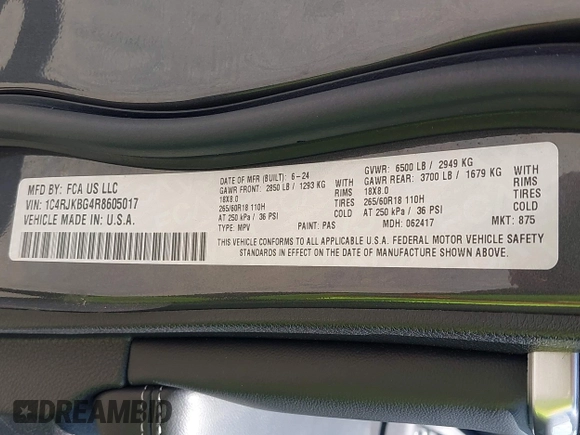 MFD BY: FCA US LLC
VIN: 1C4RJKBG4R8605017
VEHICLE MADE IN: U.S.A.
DATE OF MFR (BUILT): 6-24
GAWR FRONT: 2850 LB / 1293 KG
18X8.0
265/60R18 110H
AT 250 kPa / 36 PSI
TYPE: MPV
WITH
RIMS
TIRES
COLD
PAINT: PAS
GVWR: 6500 LB / 2949 KG
GAWR REAR: 3700 LB / 1679 KG
18X8.0
265/60R18 110H
AT 250 kPa / 36 PSI
MDH: 062417
WITH
RIMS
TIRES
COLD
MKT: 875
VEHICLE CONFORMS TO ALL APPLICABLE U.S.A. FEDERAL MOTOR VEHICLE SAFETY
STANDARDS IN EFFECT ON THE DATE OF MANUFACTURE SHOWN ABOVE.
DREAMBID